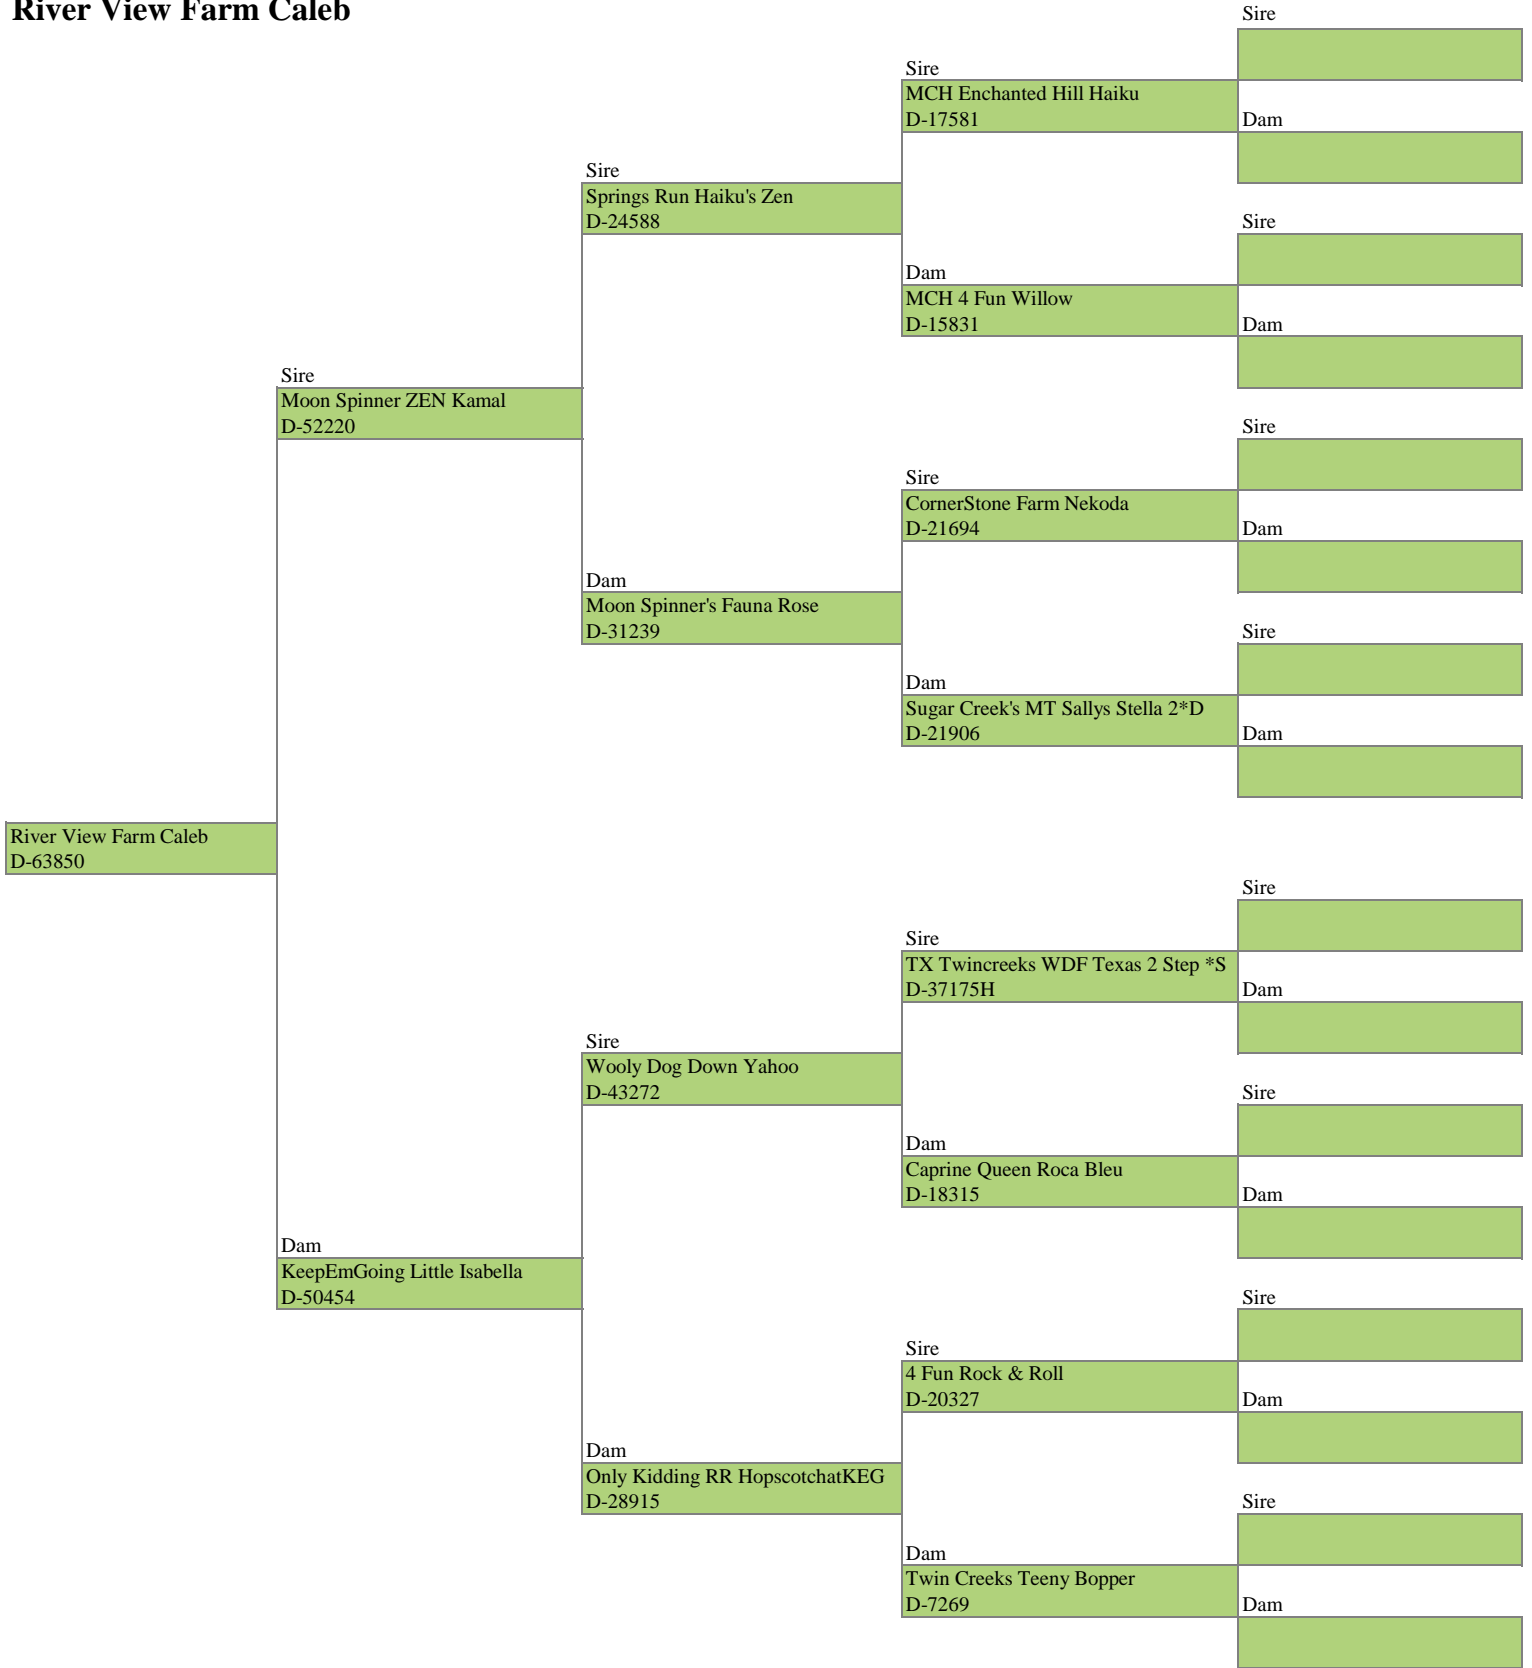 River View Farm Caleb
Sire
Sire
MCH Enchanted Hill Haiku
D-17581
Dam
Sire
Springs Run Haiku's Zen
D-24588
Sire
Dam
MCH 4 Fun Willow
D-15831
Dam
Sire
Moon Spinner ZEN Kamal
D-52220
Sire
Sire
CornerStone Farm Nekoda
D-21694
Dam
Dam
Moon Spinner's Fauna Rose
D-31239
Sire
Dam
Sugar Creek's MT Sallys Stella 2*D
D-21906
Dam
River View Farm Caleb
D-63850
Sire
Sire
TX Twincreeks WDF Texas 2 Step *S
D-37175H
Dam
Sire
Wooly Dog Down Yahoo
D-43272
Sire
Dam
Caprine Queen Roca Bleu
D-18315
Dam
Dam
KeepEmGoing Little Isabella
D-50454
Sire
Sire
4 Fun Rock & Roll
D-20327
Dam
Dam
Only Kidding RR HopscotchatKEG
D-28915
Sire
Dam
Twin Creeks Teeny Bopper
D-7269
Dam